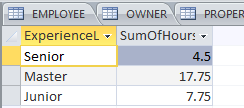 EMPLOYEE OWNER PROPER
ExperienceL SumOfHours
Senior 4.5
Master 17.75
Junior 7.75